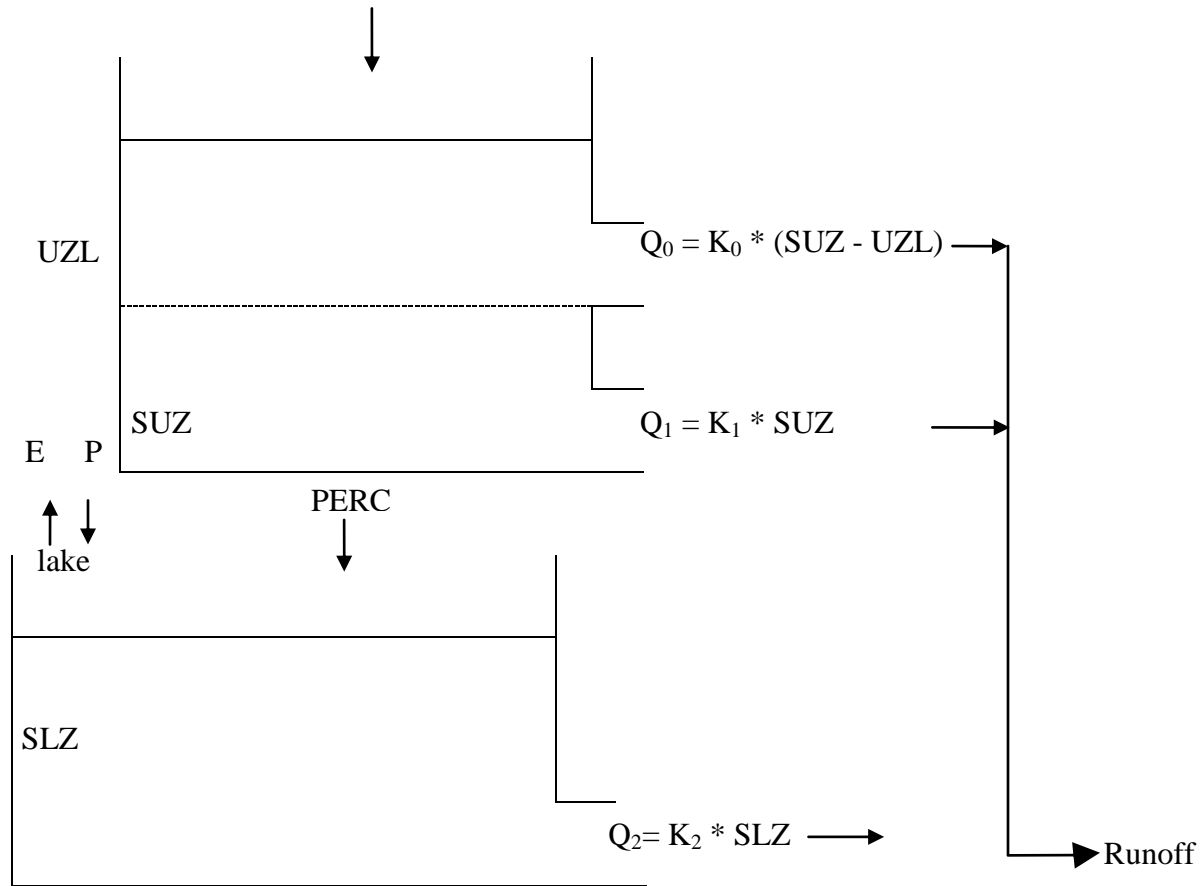 UZL
Q₀ = K₀ * (SUZ - UZL)
SUZ
Q₁ = K₁ * SUZ
E P
PERC
lake
SLZ
Q₂= K₂ * SLZ
Runoff